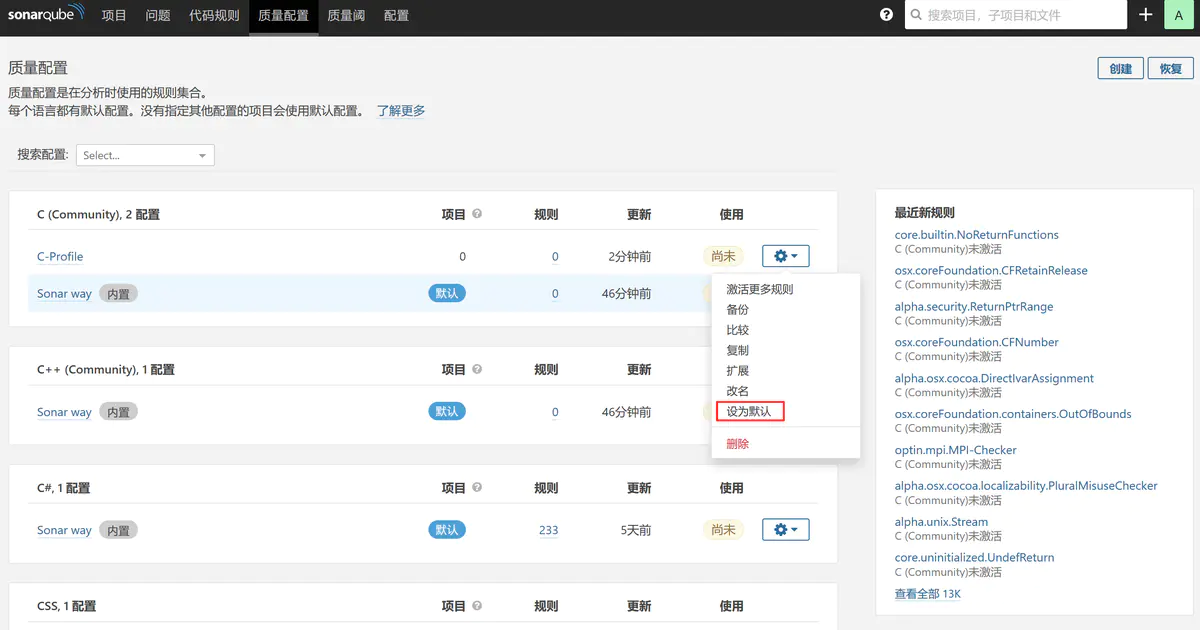 sonarqube 项目 问题 代码规则 质量配置 质量阈 配置 ? 搜索项目，子项目和文件 + A
质量配置 创建 恢复
质量配置是在分析时使用的规则集合。
每个语言都有默认配置。没有指定其他配置的项目会使用默认配置。 了解更多
搜索配置: Select...
C (Community), 2 配置 项目 ? 规则 更新 使用
C-Profile 0 0 2分钟前 尚未
Sonar way 内置 默认 0 46分钟前
激活更多规则
备份
比较
复制
扩展
改名
设为默认
删除
C++ (Community), 1 配置 项目 ? 规则 更新
Sonar way 内置 默认 0 46分钟前
C#, 1 配置 项目 ? 规则 更新 使用
Sonar way 内置 默认 233 5天前 尚未
CSS, 1 配置 项目 ? 规则 更新 使用
最近新规则
core.builtin.NoReturnFunctions
C (Community)未激活
osx.coreFoundation.CFRetainRelease
C (Community)未激活
alpha.security.ReturnPtrRange
C (Community)未激活
osx.coreFoundation.CFNumber
C (Community)未激活
alpha.osx.cocoa.DirectIvarAssignment
C (Community)未激活
osx.coreFoundation.containers.OutOfBounds
C (Community)未激活
optin.mpi.MPI-Checker
C (Community)未激活
alpha.osx.cocoa.localizability.PluralMisuseChecker
C (Community)未激活
alpha.unix.Stream
C (Community)未激活
core.uninitialized.UndefReturn
C (Community)未激活
查看全部 13K